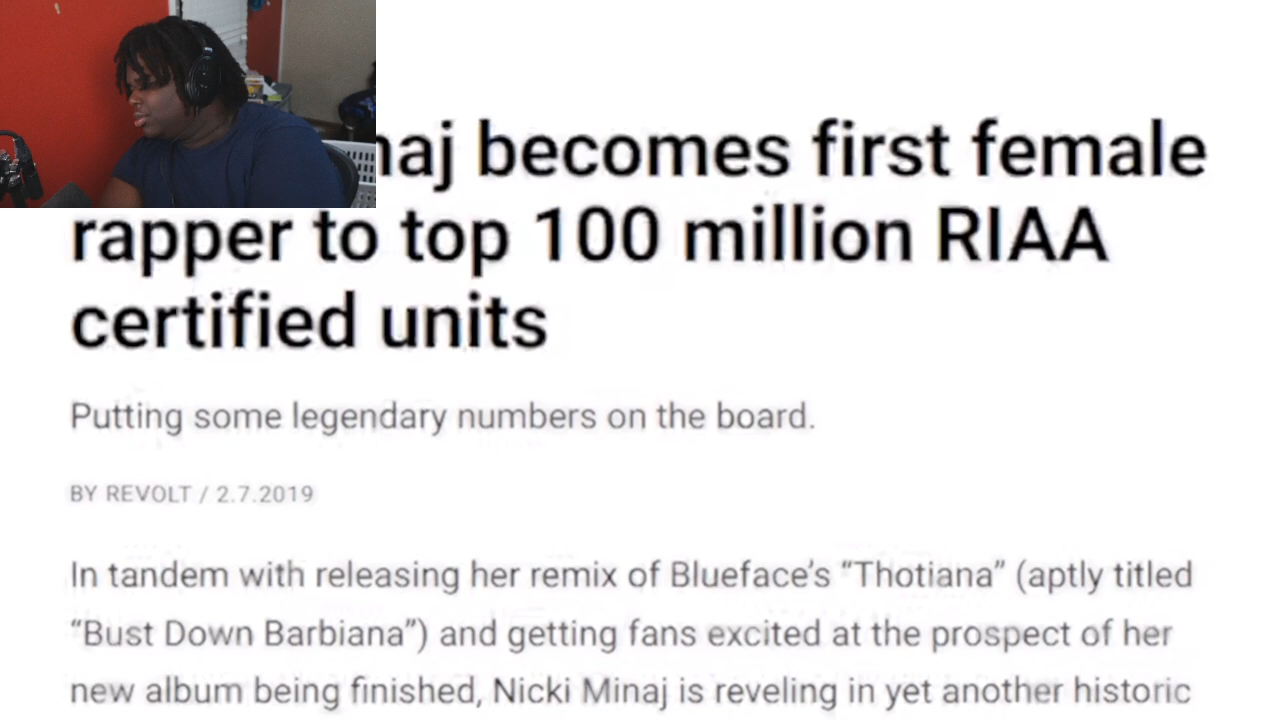 naj becomes first female
rapper to top 100 million RIAA
certified units
Putting some legendary numbers on the board.
BY REVOLT / 2.7.2019
In tandem with releasing her remix of Blueface's “Thotiana” (aptly titled
“Bust Down Barbiana”) and getting fans excited at the prospect of her
new album being finished, Nicki Minaj is reveling in yet another historic